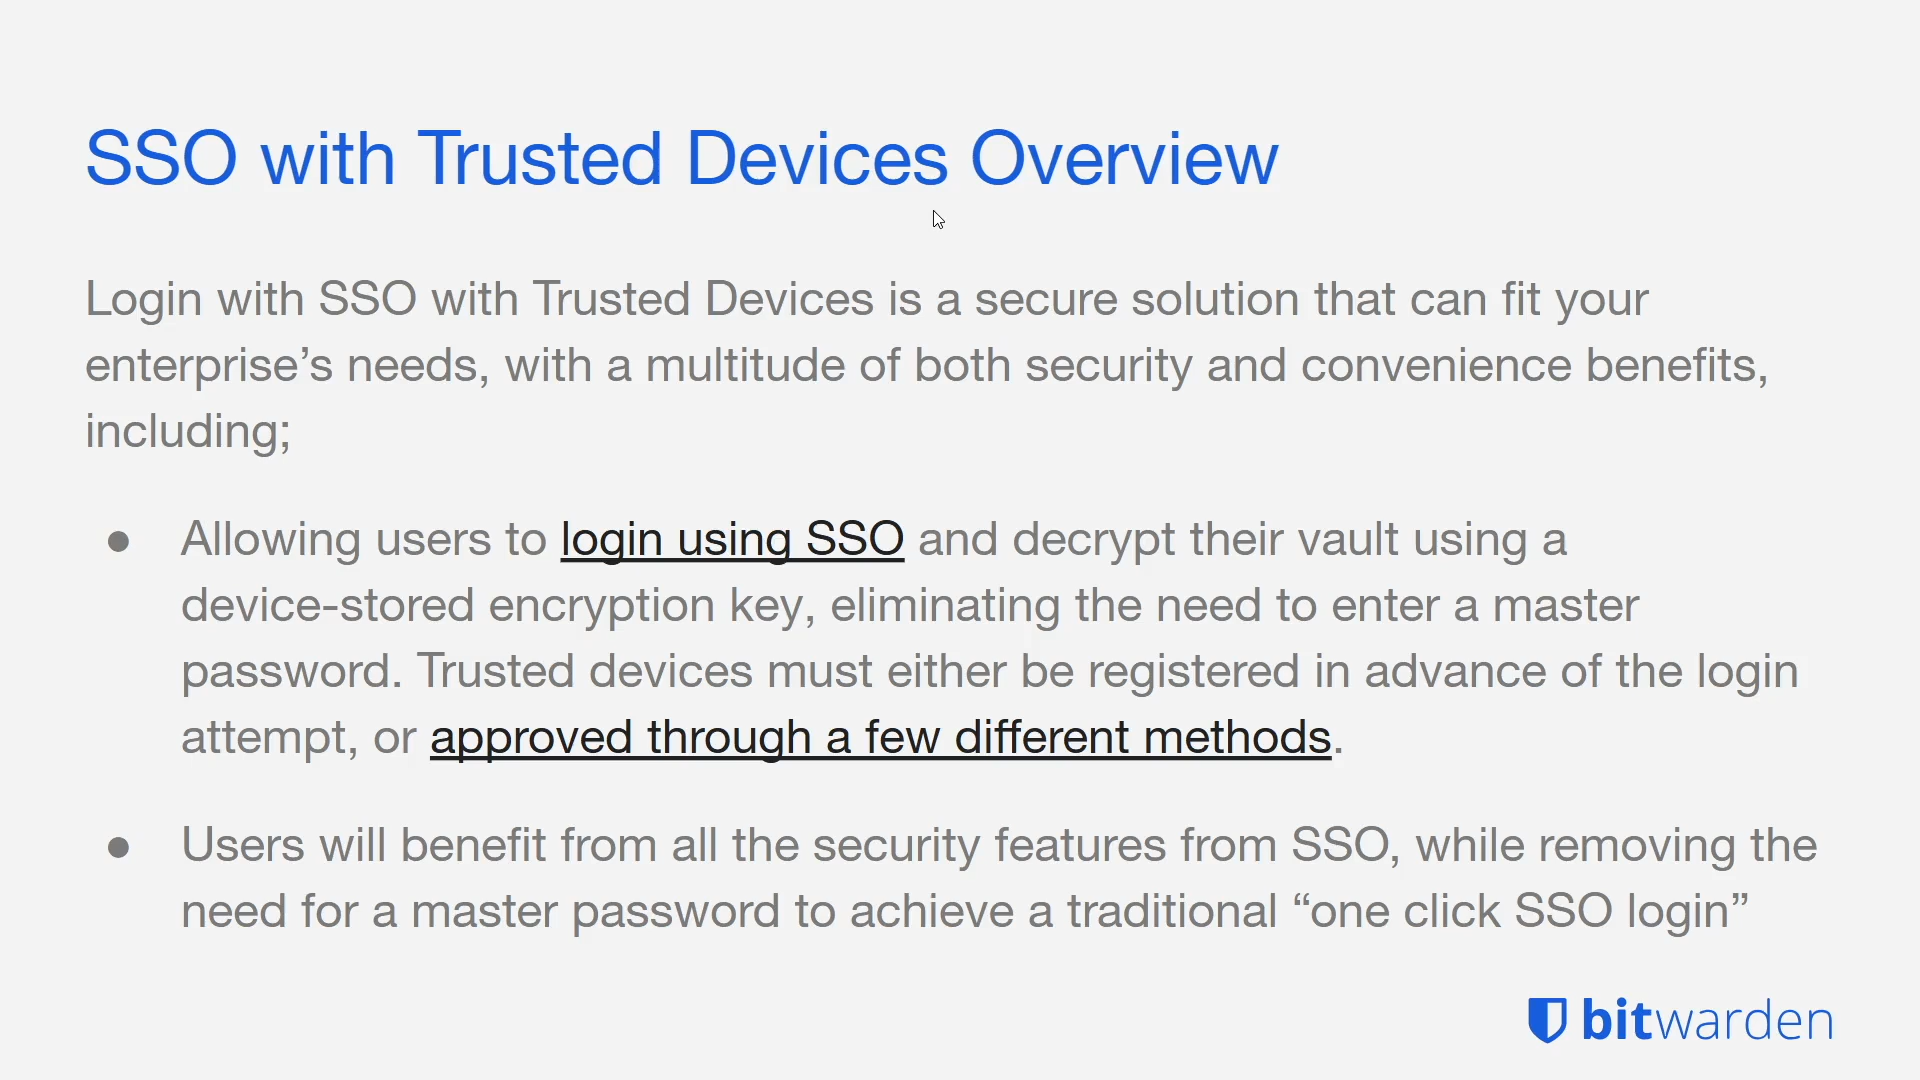 SSO with Trusted Devices Overview
Login with SSO with Trusted Devices is a secure solution that can fit your
enterprise’s needs, with a multitude of both security and convenience benefits,
including;
● Allowing users to login using SSO and decrypt their vault using a
device-stored encryption key, eliminating the need to enter a master
password. Trusted devices must either be registered in advance of the login
attempt, or approved through a few different methods.
● Users will benefit from all the security features from SSO, while removing the
need for a master password to achieve a traditional “one click SSO login”
bitwarden